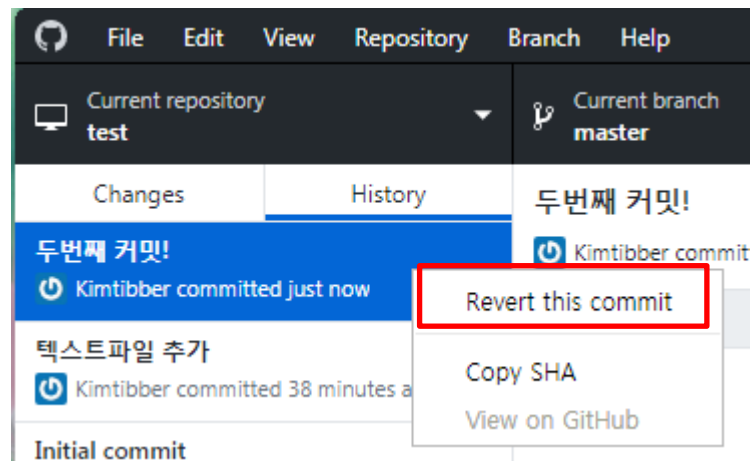 File Edit View Repository Branch Help
Current repository
test
Current branch
master
Changes History
두번째 커밋!
Kimtibber committed just now
텍스트파일 추가
Kimtibber committed 38 minutes a
Initial commit
두번째 커밋!
Kimtibber commit
Revert this commit
Copy SHA
View on GitHub